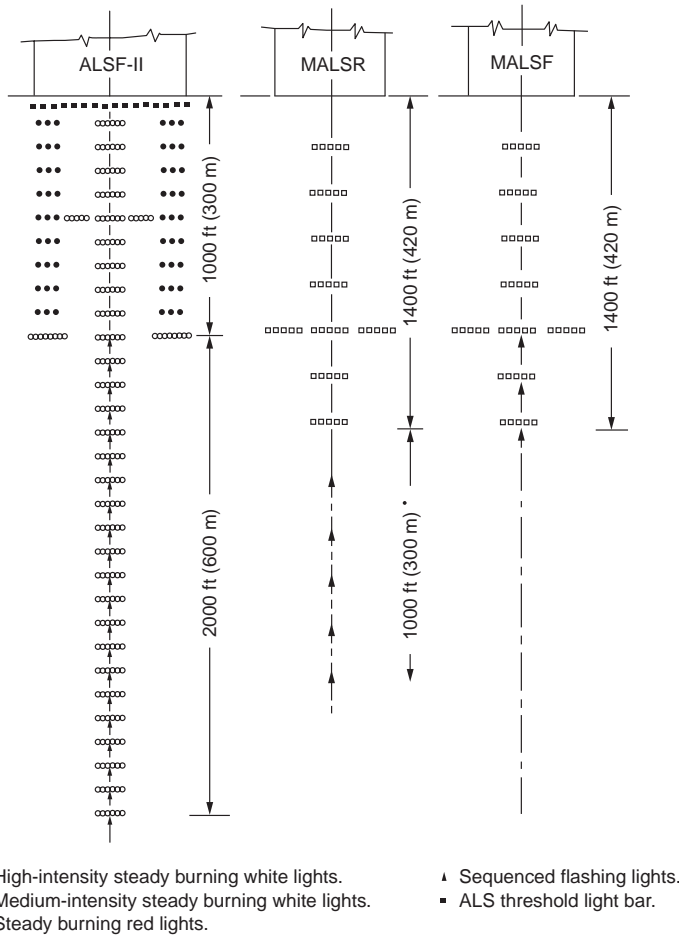 ALSF-II
MALSR
MALSF
1000 ft (300 m)
2000 ft (600 m)
1400 ft (420 m)
1000 ft (300 m)
1400 ft (420 m)
High-intensity steady burning white lights.
Medium-intensity steady burning white lights.
Steady burning red lights.
Sequenced flashing lights.
ALS threshold light bar.